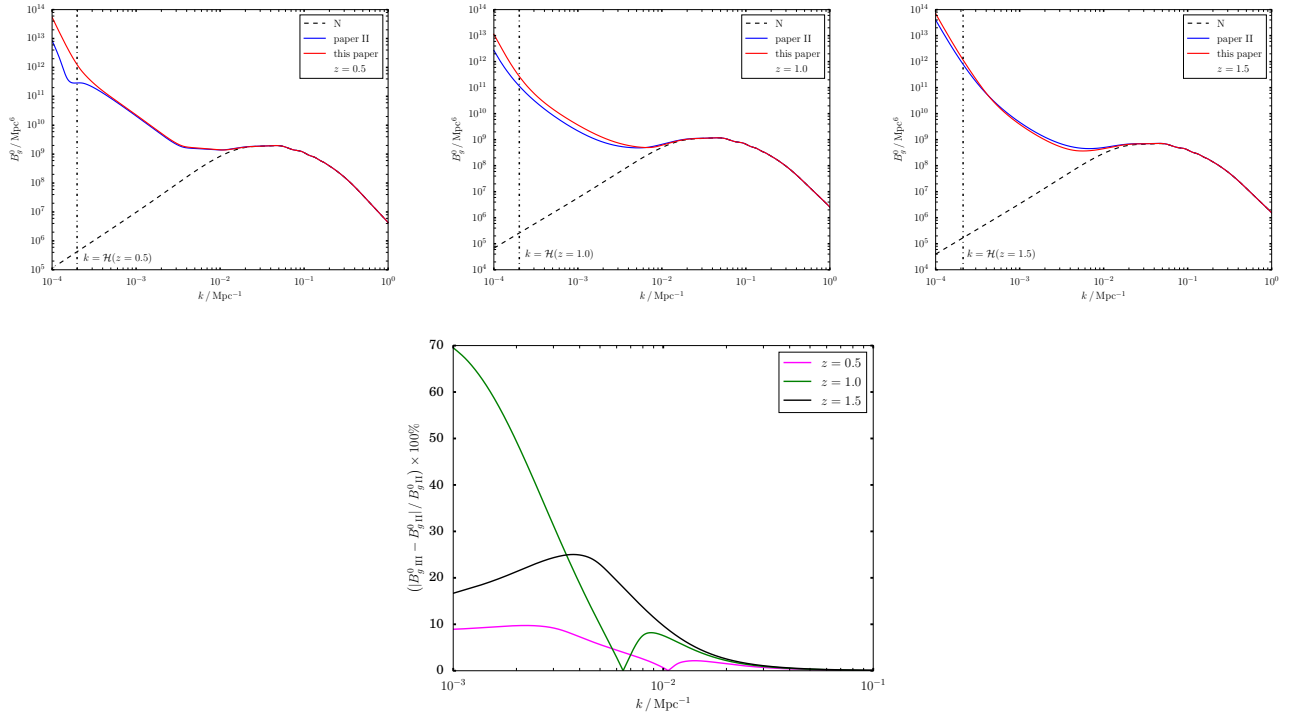 10^14
10^13
10^12
10^11
10^10
10^9
10^8
10^7
10^6
10^5
B_g^0 / Mpc^6
N
paper II
this paper
z = 0.5
k = ℋ(z = 0.5)
10^−4 10^−3 10^−2 10^−1 10^0
k / Mpc^−1
10^14
10^13
10^12
10^11
10^10
10^9
10^8
10^7
10^6
10^5
10^4
B_g^0 / Mpc^6
N
paper II
this paper
z = 1.0
k = ℋ(z = 1.0)
10^−4 10^−3 10^−2 10^−1 10^0
k / Mpc^−1
10^14
10^13
10^12
10^11
10^10
10^9
10^8
10^7
10^6
10^5
10^4
B_g^0 / Mpc^6
N
paper II
this paper
z = 1.5
k = ℋ(z = 1.5)
10^−4 10^−3 10^−2 10^−1 10^0
k / Mpc^−1
70
60
50
40
30
20
10
0
(|B_g^0 III − B_g^0 II| / B_g^0 II) × 100%
z = 0.5
z = 1.0
z = 1.5
10^−3 10^−2 10^−1
k / Mpc^−1